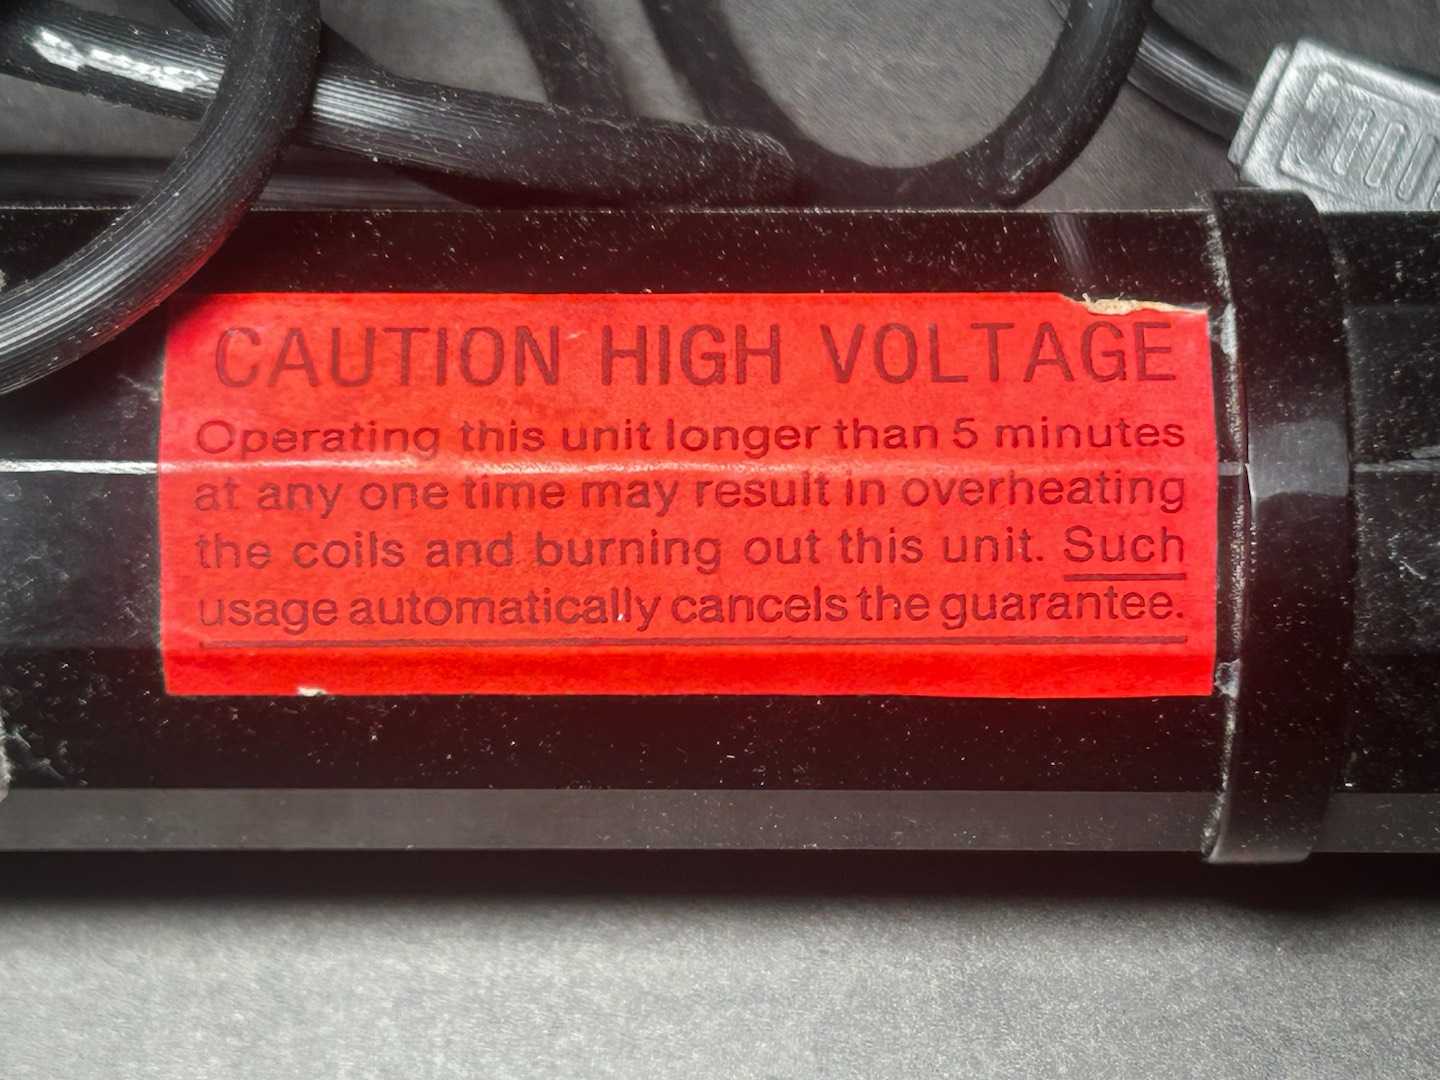 CAUTION HIGH VOLTAGE
Operating this unit longer than 5 minutes
at any one time may result in overheating
the coils and burning out this unit. Such
usage automatically cancels the guarantee.